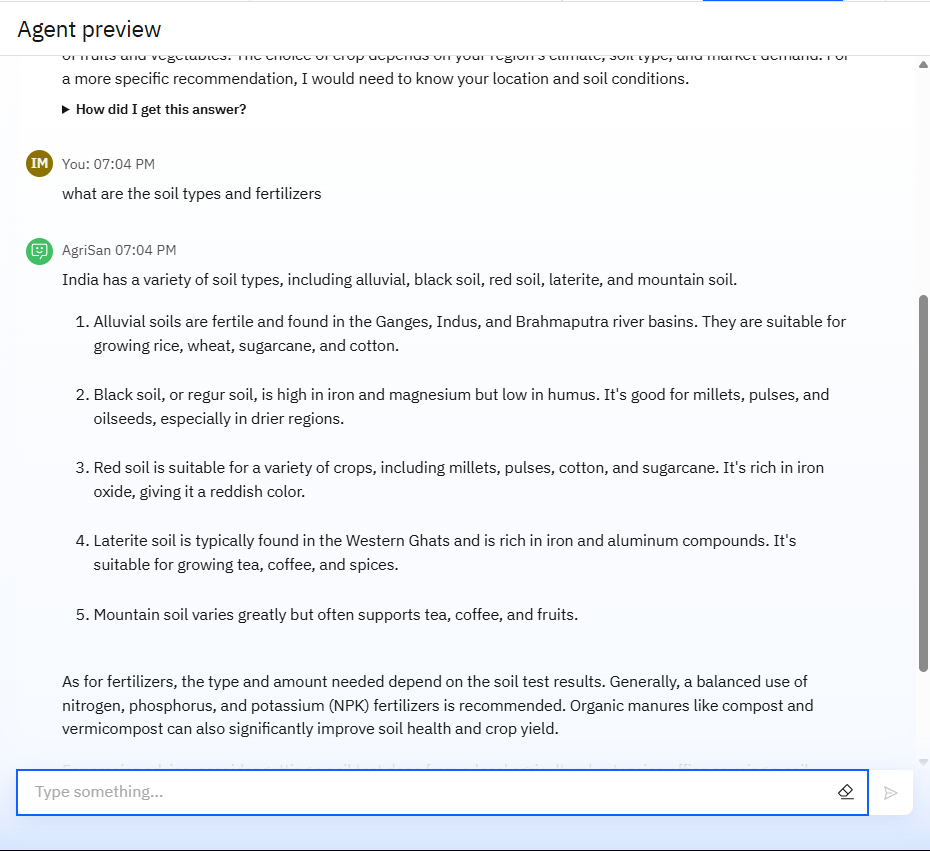 Agent preview
of fruits and vegetables. The choice of crop depends on your region's climate, soil type, and market demand. For
a more specific recommendation, I would need to know your location and soil conditions.
How did I get this answer?
IM You: 07:04 PM
what are the soil types and fertilizers
AgriSan 07:04 PM
India has a variety of soil types, including alluvial, black soil, red soil, laterite, and mountain soil.
1. Alluvial soils are fertile and found in the Ganges, Indus, and Brahmaputra river basins. They are suitable for
growing rice, wheat, sugarcane, and cotton.
2. Black soil, or regur soil, is high in iron and magnesium but low in humus. It's good for millets, pulses, and
oilseeds, especially in drier regions.
3. Red soil is suitable for a variety of crops, including millets, pulses, cotton, and sugarcane. It's rich in iron
oxide, giving it a reddish color.
4. Laterite soil is typically found in the Western Ghats and is rich in iron and aluminum compounds. It's
suitable for growing tea, coffee, and spices.
5. Mountain soil varies greatly but often supports tea, coffee, and fruits.
As for fertilizers, the type and amount needed depend on the soil test results. Generally, a balanced use of
nitrogen, phosphorus, and potassium (NPK) fertilizers is recommended. Organic manures like compost and
vermicompost can also significantly improve soil health and crop yield.
Type something...